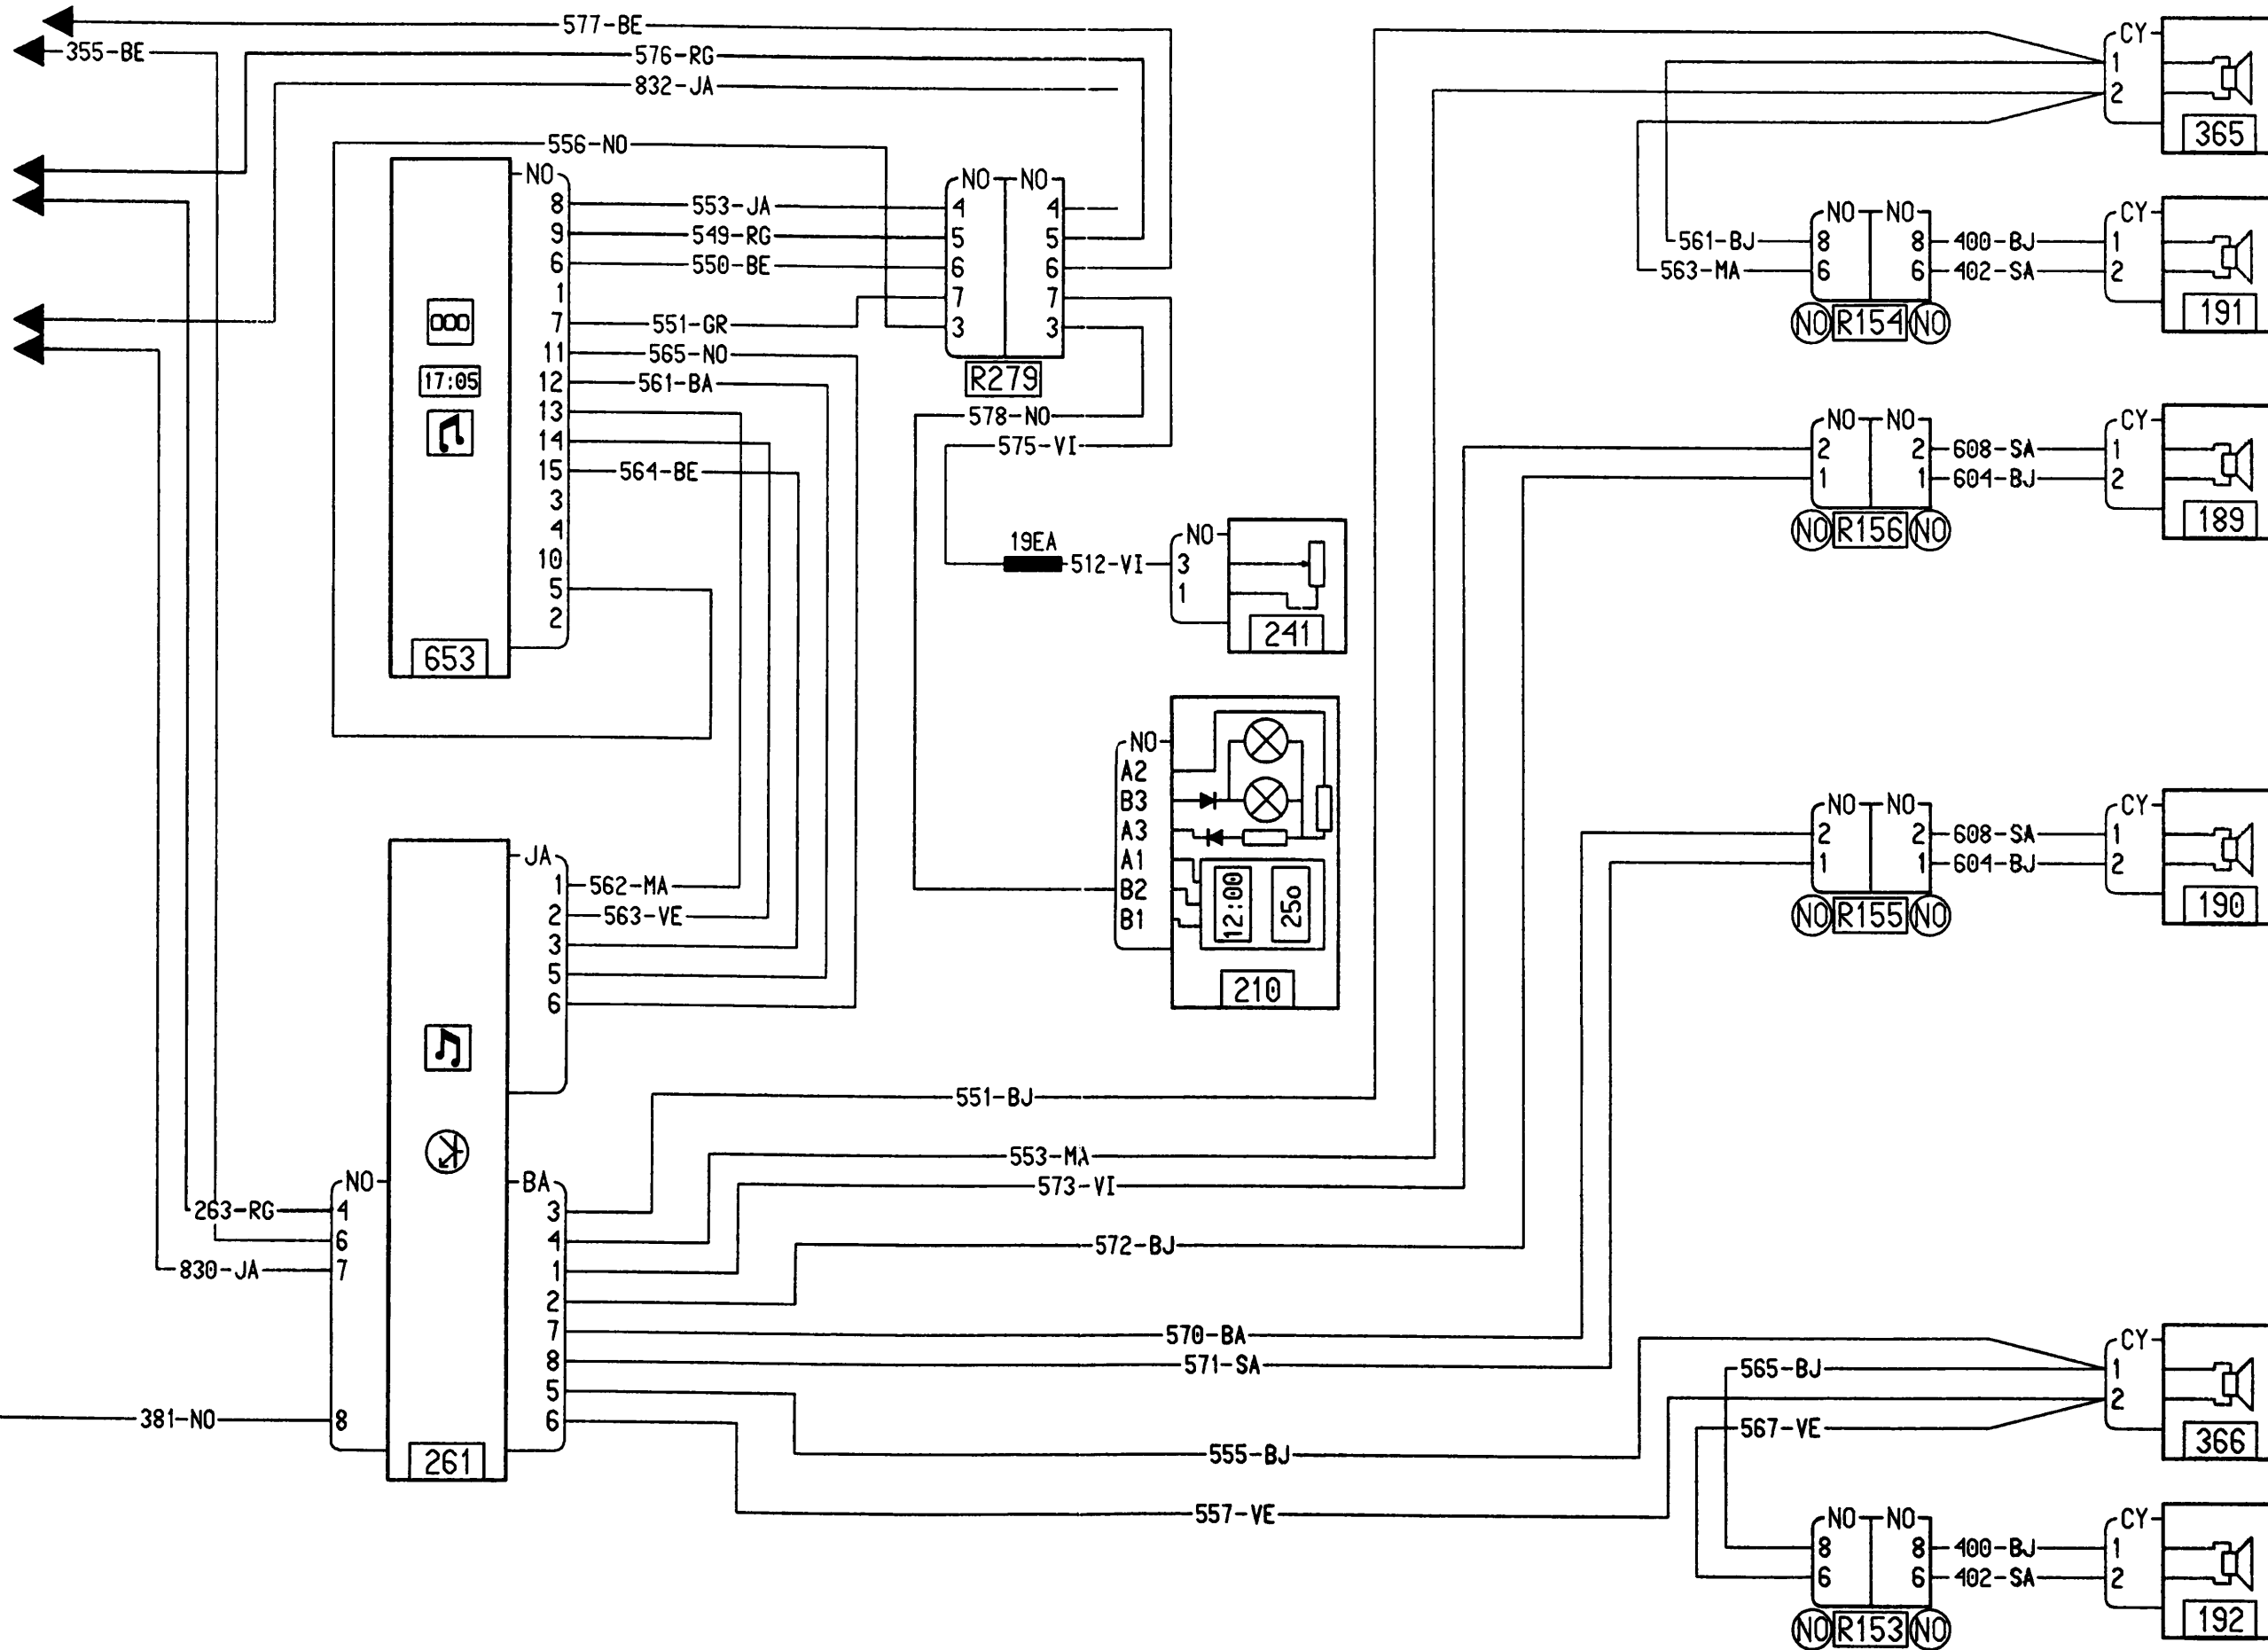 577-BE
355-BE
576-RG
832-JA
556-NO
NO
8
9
6
1
7
11
12
13
14
15
3
4
10
5
2
000
17:05
653
553-JA
549-RG
550-BE
551-GR
565-NO
561-BA
564-BE
NO NO
4 4
5 5
6 6
7 7
3 3
R279
578-NO
575-VI
19EA
512-VI
NO
3
1
241
NO
A2
B3
A3
A1
B2
B1
12:00
25o
210
JA
1
2
3
5
6
562-MA
563-VE
263-RG
830-JA
381-NO
NO
4
6
7
8
261
BA
3
4
1
2
7
8
5
6
551-BJ
553-MA
573-VI
572-BJ
570-BA
571-SA
555-BJ
557-VE
CY
1
2
365
561-BJ
563-MA
NO NO
8 8
6 6
NO R154 NO
400-BJ
402-SA
CY
1
2
191
NO NO
2 2
1 1
NO R156 NO
608-SA
604-BJ
CY
1
2
189
NO NO
2 2
1 1
NO R155 NO
608-SA
604-BJ
CY
1
2
190
565-BJ
567-VE
CY
1
2
366
NO NO
8 8
6 6
NO R153 NO
400-BJ
402-SA
CY
1
2
192